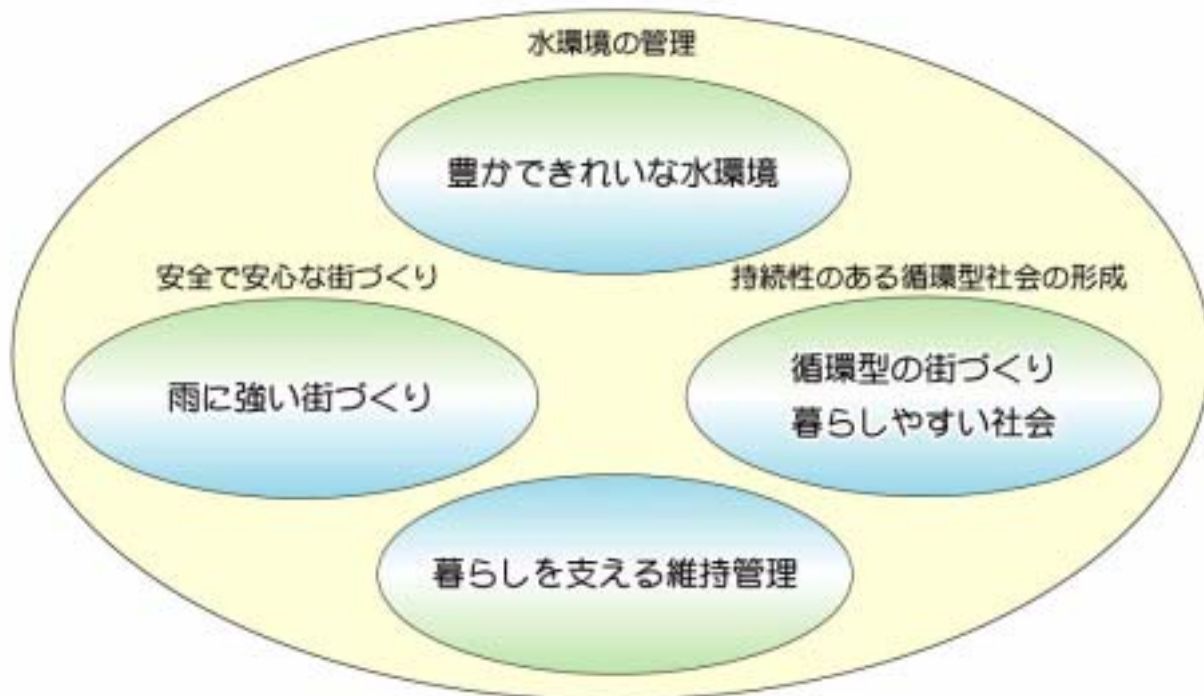 水環境の管理
豊かできれいな水環境
安全で安心な街づくり
雨に強い街づくり
持続性のある循環型社会の形成
循環型の街づくり
暮らしやすい社会
暮らしを支える維持管理